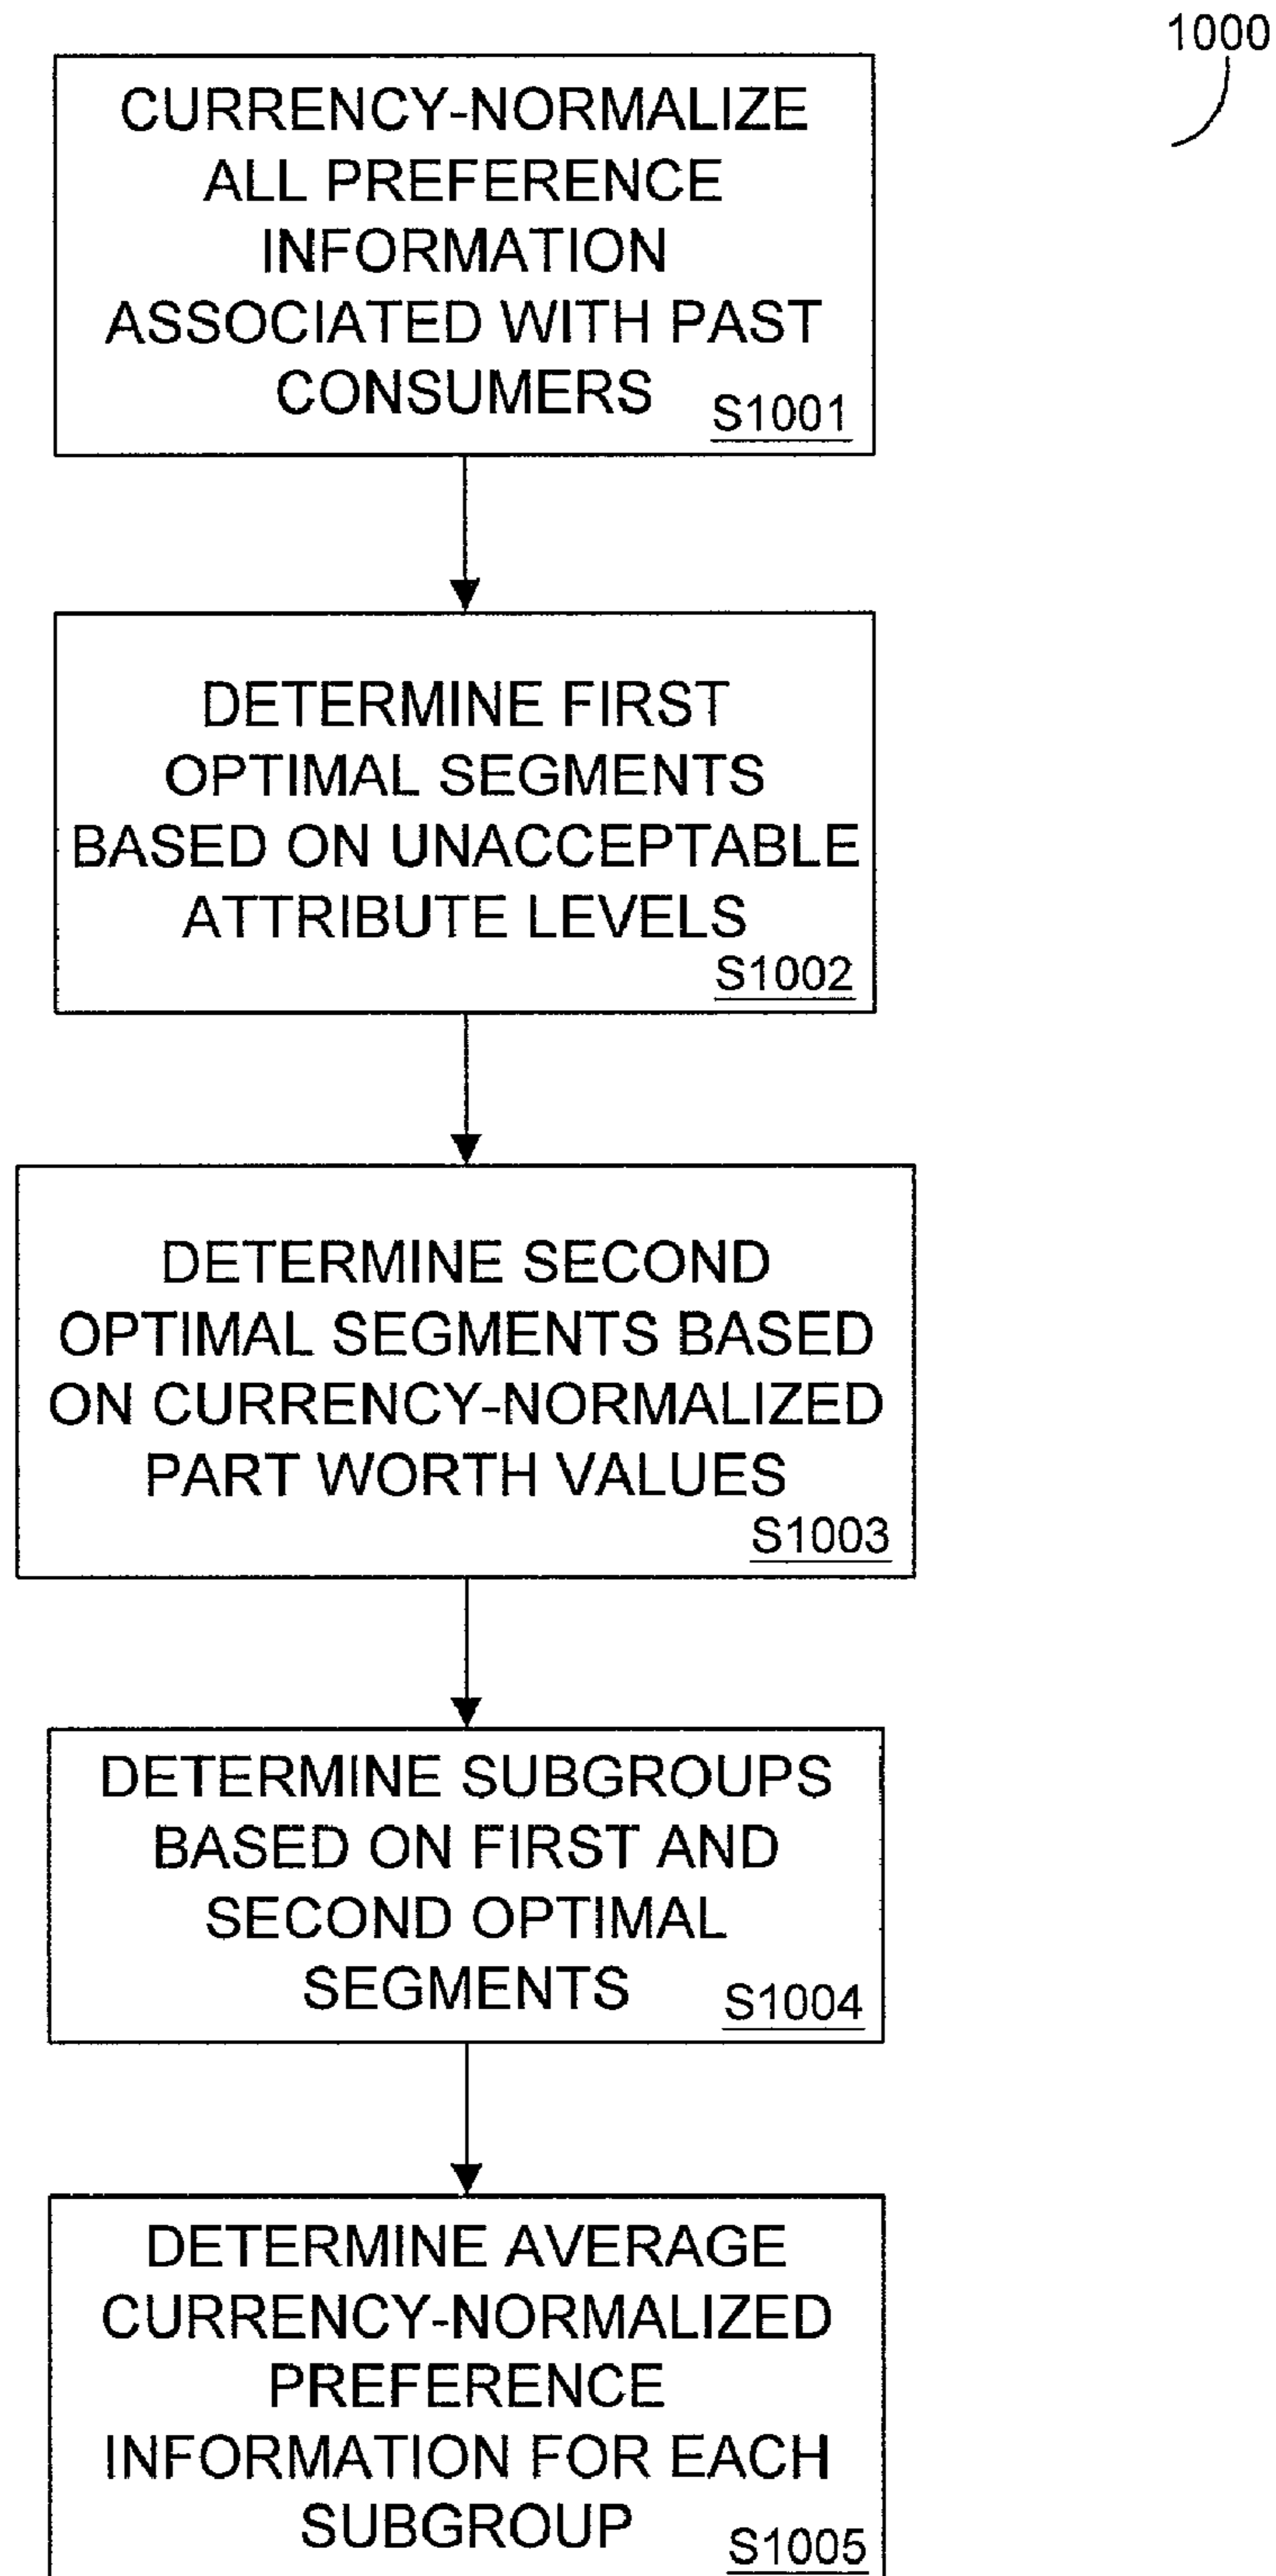 1000
CURRENCY-NORMALIZE
ALL PREFERENCE
INFORMATION
ASSOCIATED WITH PAST
CONSUMERS
S1001
DETERMINE FIRST
OPTIMAL SEGMENTS
BASED ON UNACCEPTABLE
ATTRIBUTE LEVELS
S1002
DETERMINE SECOND
OPTIMAL SEGMENTS BASED
ON CURRENCY-NORMALIZED
PART WORTH VALUES
S1003
DETERMINE SUBGROUPS
BASED ON FIRST AND
SECOND OPTIMAL
SEGMENTS
S1004
DETERMINE AVERAGE
CURRENCY-NORMALIZED
PREFERENCE
INFORMATION FOR EACH
SUBGROUP
S1005